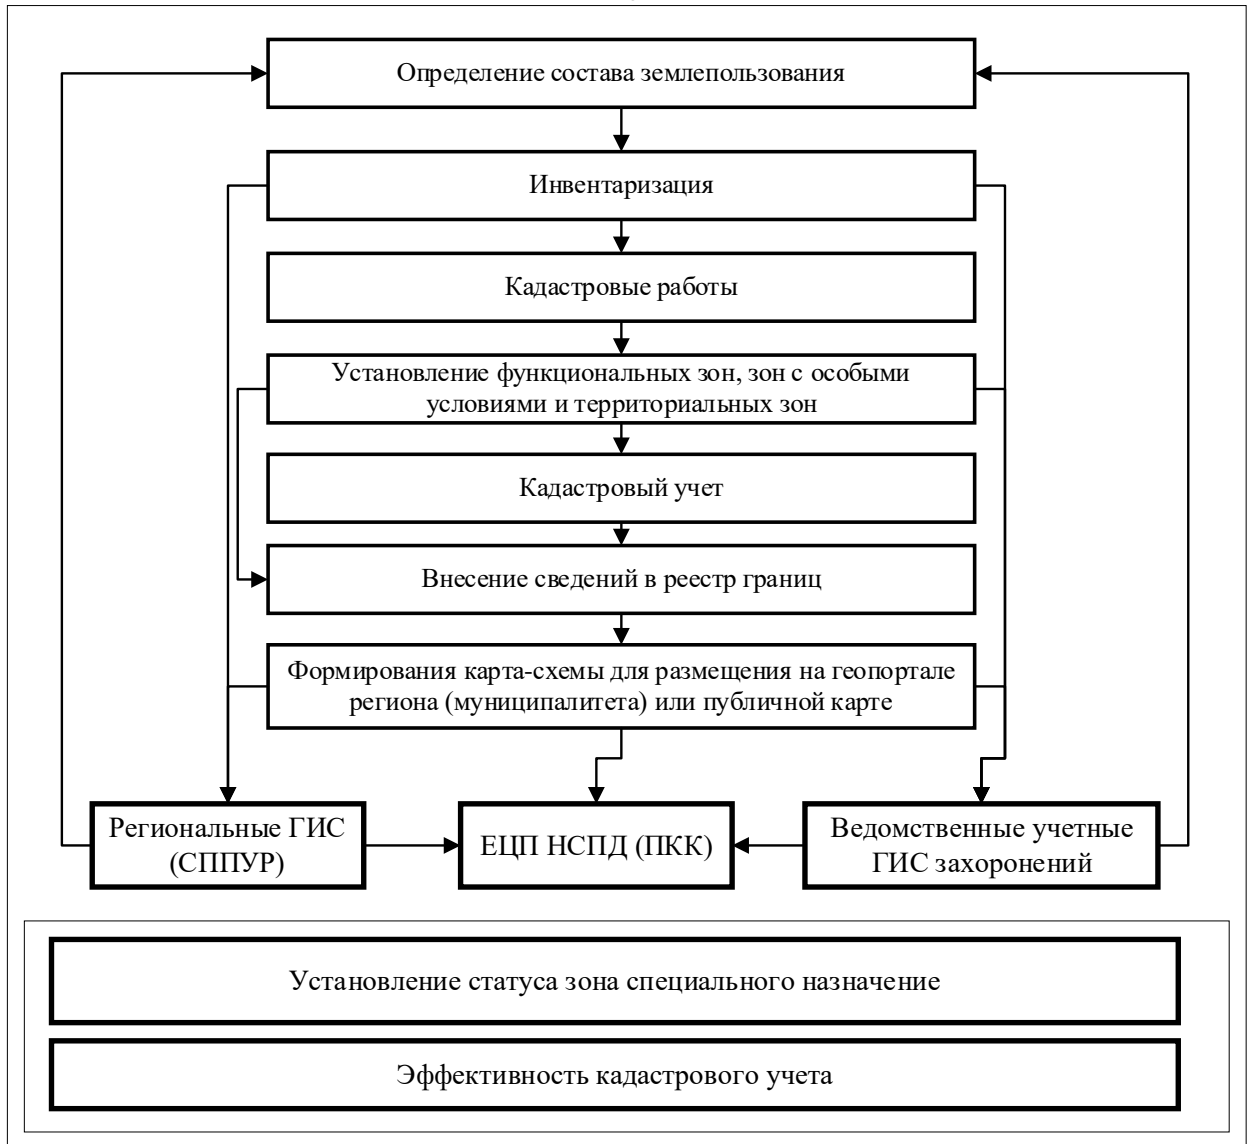 Определение состава землепользования
Инвентаризация
Кадастровые работы
Установление функциональных зон, зон с особыми
условиями и территориальных зон
Кадастровый учет
Внесение сведений в реестр границ
Формирования карта-схемы для размещения на геопортале
региона (муниципалитета) или публичной карте
Региональные ГИС
(СППУР)
ЕЦП НСПД (ПКК)
Ведомственные учетные
ГИС захоронений
Установление статуса зона специального назначение
Эффективность кадастрового учета